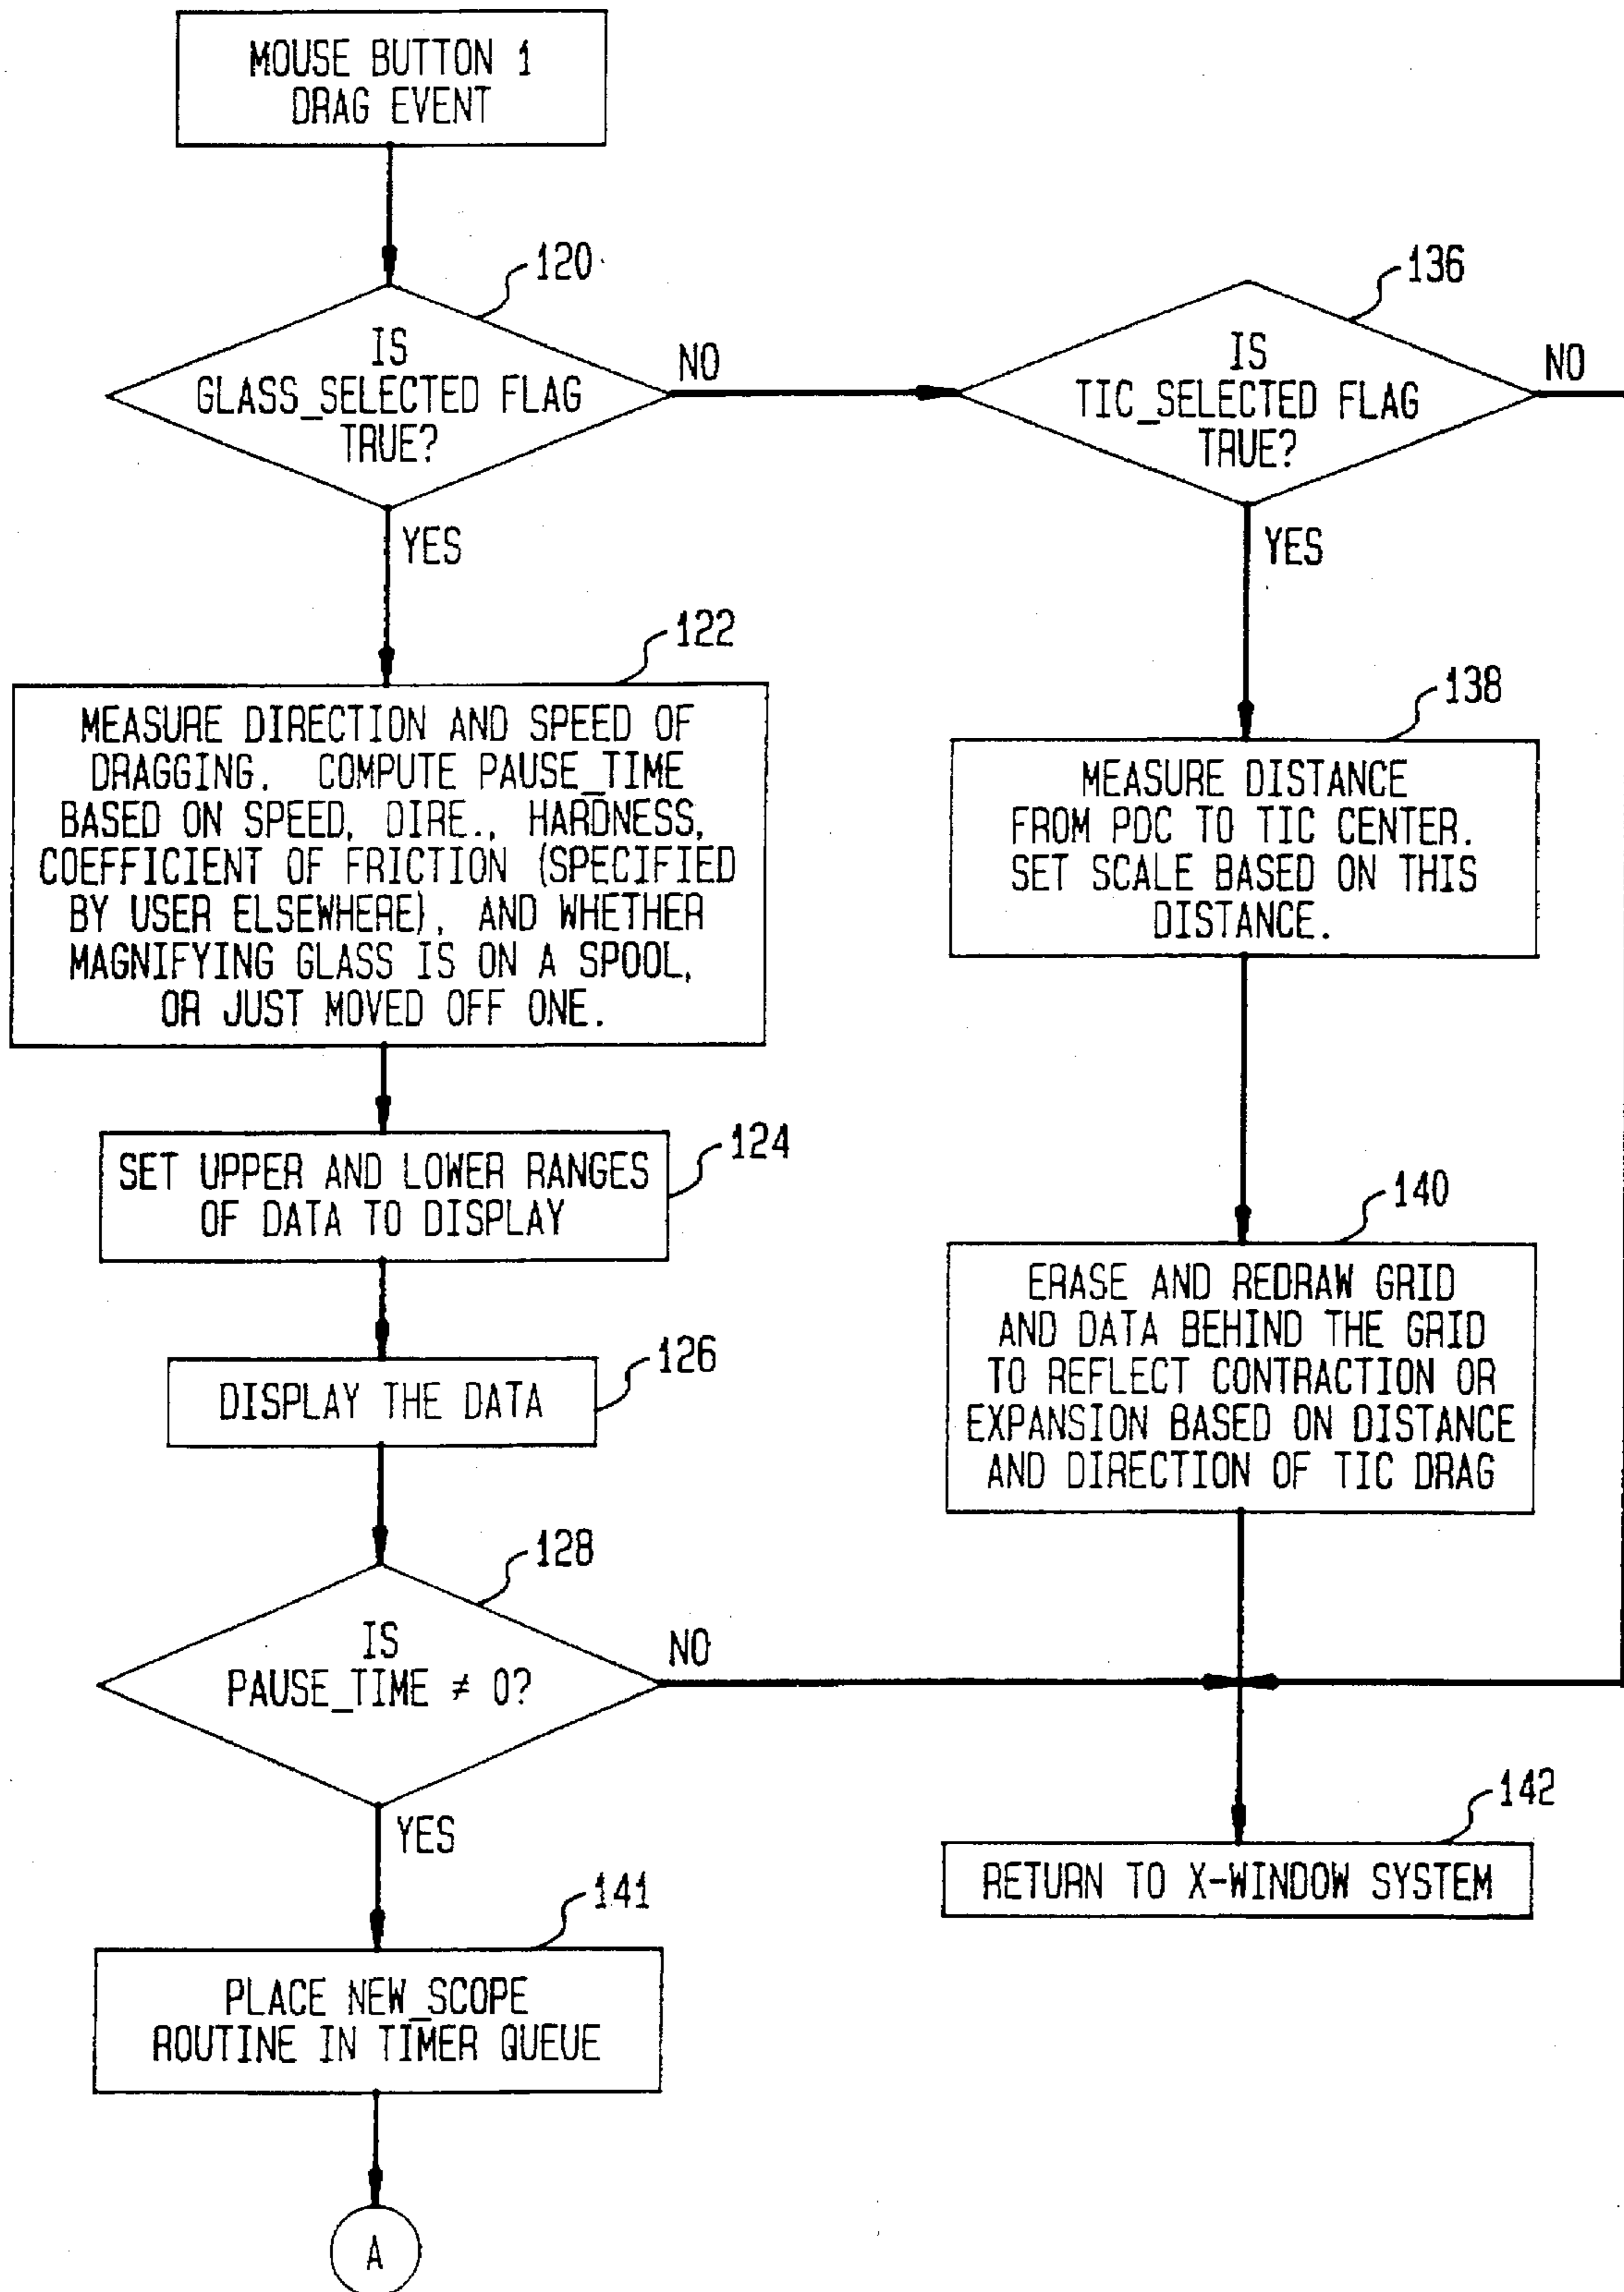 MOUSE BUTTON 1
DRAG EVENT
120
IS
GLASS_SELECTED FLAG
TRUE?
NO
YES
136
IS
TIC_SELECTED FLAG
TRUE?
NO
YES
122
MEASURE DIRECTION AND SPEED OF
DRAGGING. COMPUTE PAUSE_TIME
BASED ON SPEED, DIRE., HARDNESS,
COEFFICIENT OF FRICTION (SPECIFIED
BY USER ELSEWHERE), AND WHETHER
MAGNIFYING GLASS IS ON A SPOOL,
OR JUST MOVED OFF ONE.
138
MEASURE DISTANCE
FROM PDC TO TIC CENTER.
SET SCALE BASED ON THIS
DISTANCE.
124
SET UPPER AND LOWER RANGES
OF DATA TO DISPLAY
140
ERASE AND REDRAW GRID
AND DATA BEHIND THE GRID
TO REFLECT CONTRACTION OR
EXPANSION BASED ON DISTANCE
AND DIRECTION OF TIC DRAG
126
DISPLAY THE DATA
128
IS
PAUSE_TIME ≠ 0?
NO
YES
142
RETURN TO X-WINDOW SYSTEM
141
PLACE NEW_SCOPE
ROUTINE IN TIMER QUEUE
A